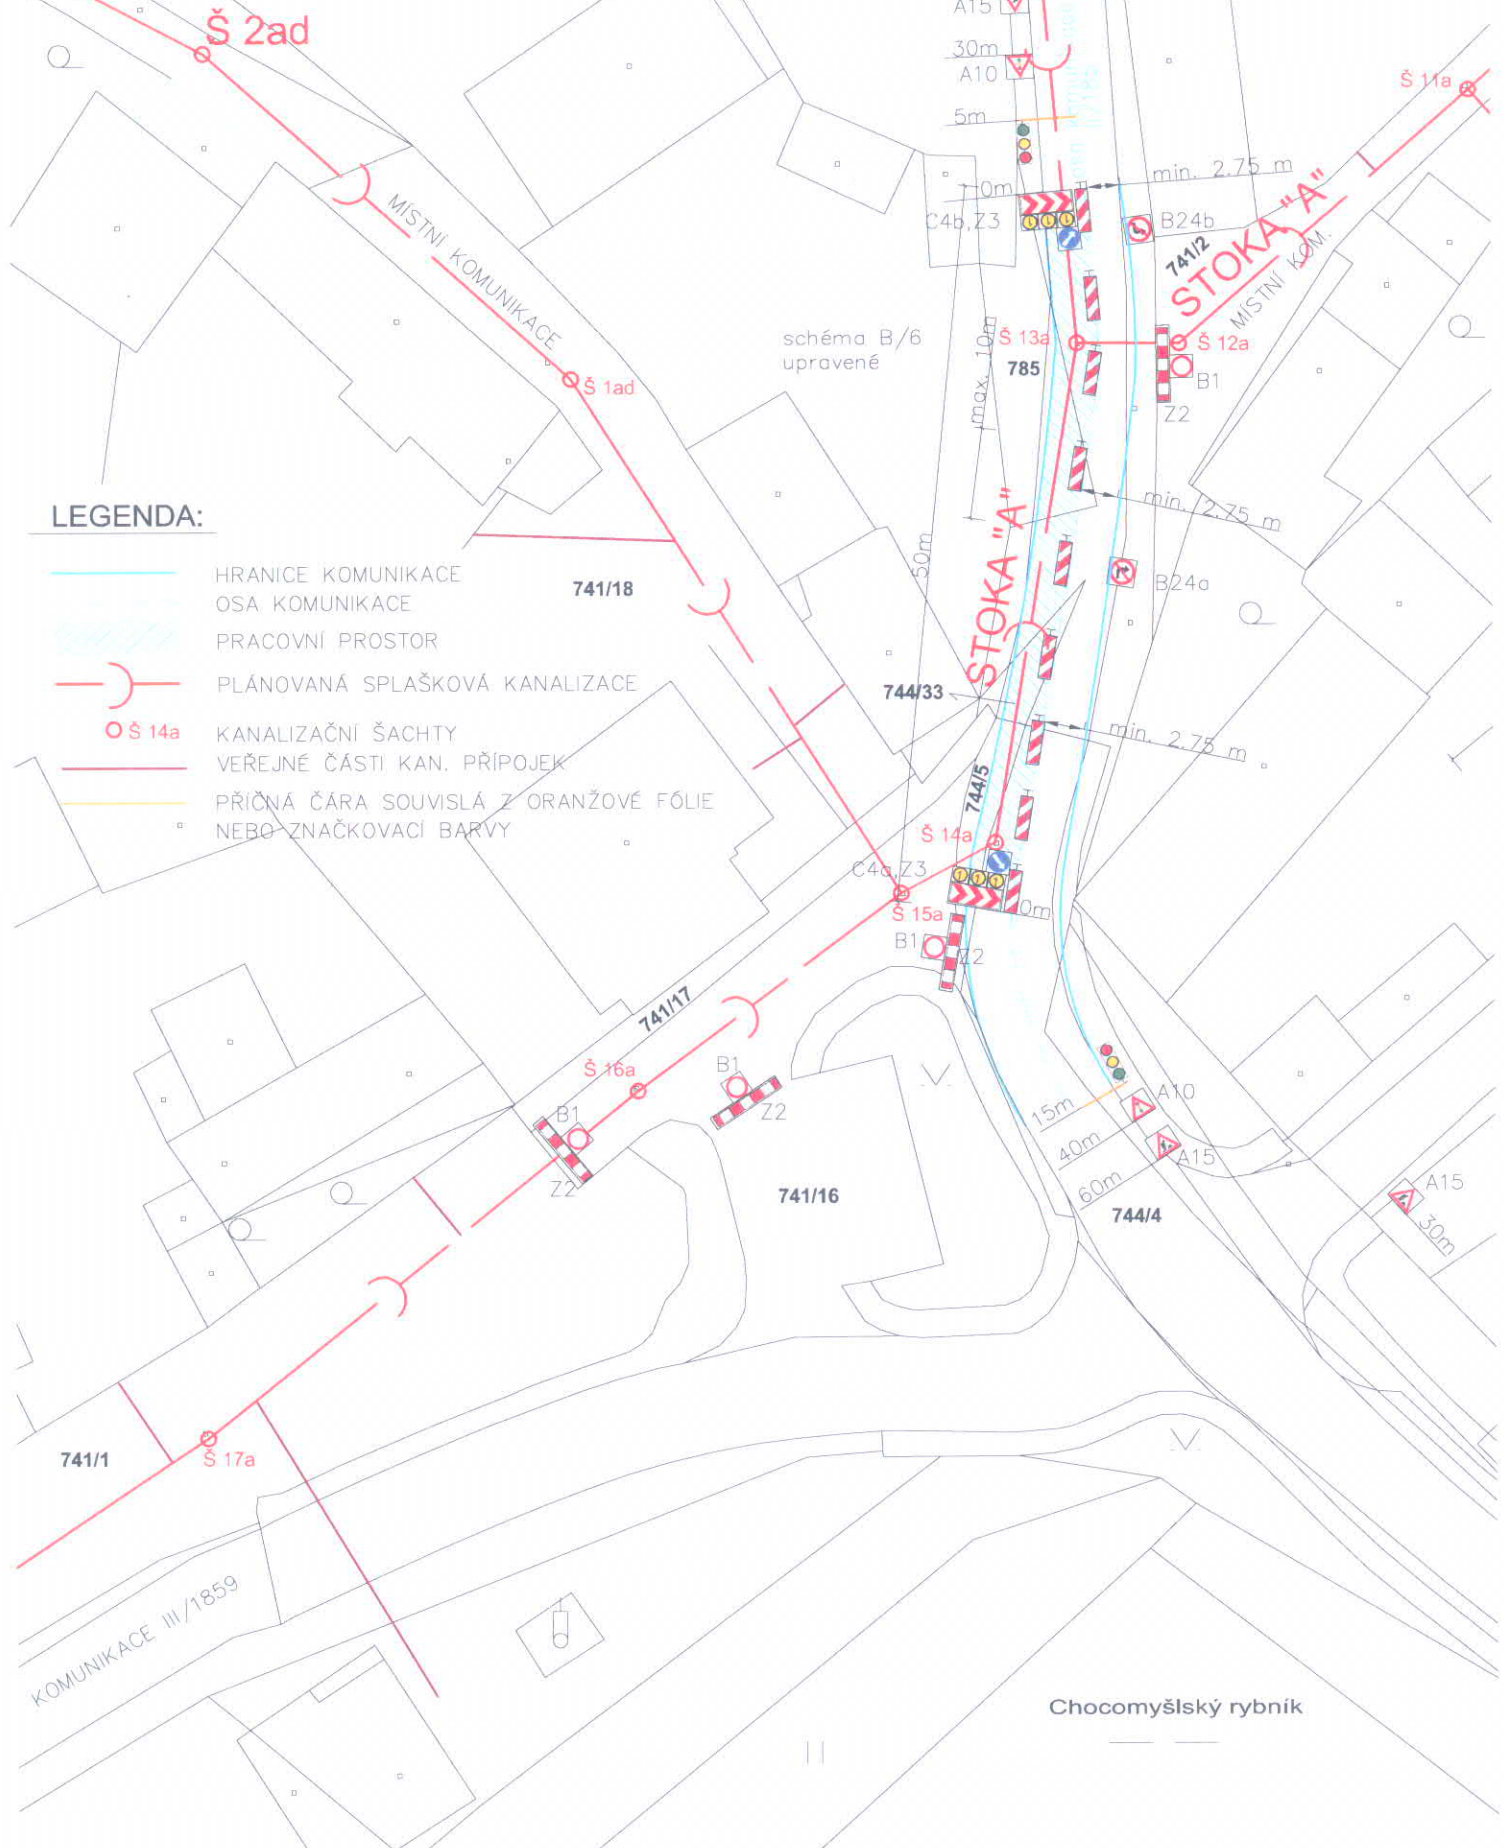 Š 2ad
A15
30m
A10
5m
Š 11a
min. 2.75 m
0m
C4b,Z3
B24b
741/2
STOKA "A"
MÍSTNÍ KOM.
MÍSTNÍ KOMUNIKACE
schéma B/6
upravené
max. 10m
Š 13a
785
Š 12a
B1
Z2
Š 1ad
LEGENDA:
HRANICE KOMUNIKACE
OSA KOMUNIKACE
PRACOVNÍ PROSTOR
PLÁNOVANÁ SPLAŠKOVÁ KANALIZACE
Š 14a KANALIZAČNÍ ŠACHTY
VEŘEJNÉ ČÁSTI KAN. PŘÍPOJEK
PŘÍČNÁ ČÁRA SOUVISLÁ Z ORANŽOVÉ FÓLIE
NEBO ZNAČKOVACÍ BARVY
741/18
min. 2.75 m
50m
STOKA "A"
B24a
744/33
min. 2.75 m
744/5
Š 14a
C4a,Z3
Š 15a
0m
B1
Z2
741/17
Š 16a
B1
Z2
B1
Z2
741/16
15m
A10
40m
A15
60m
744/4
A15
30m
741/1
Š 17a
KOMUNIKACE III/1859
Chocomyšlský rybník